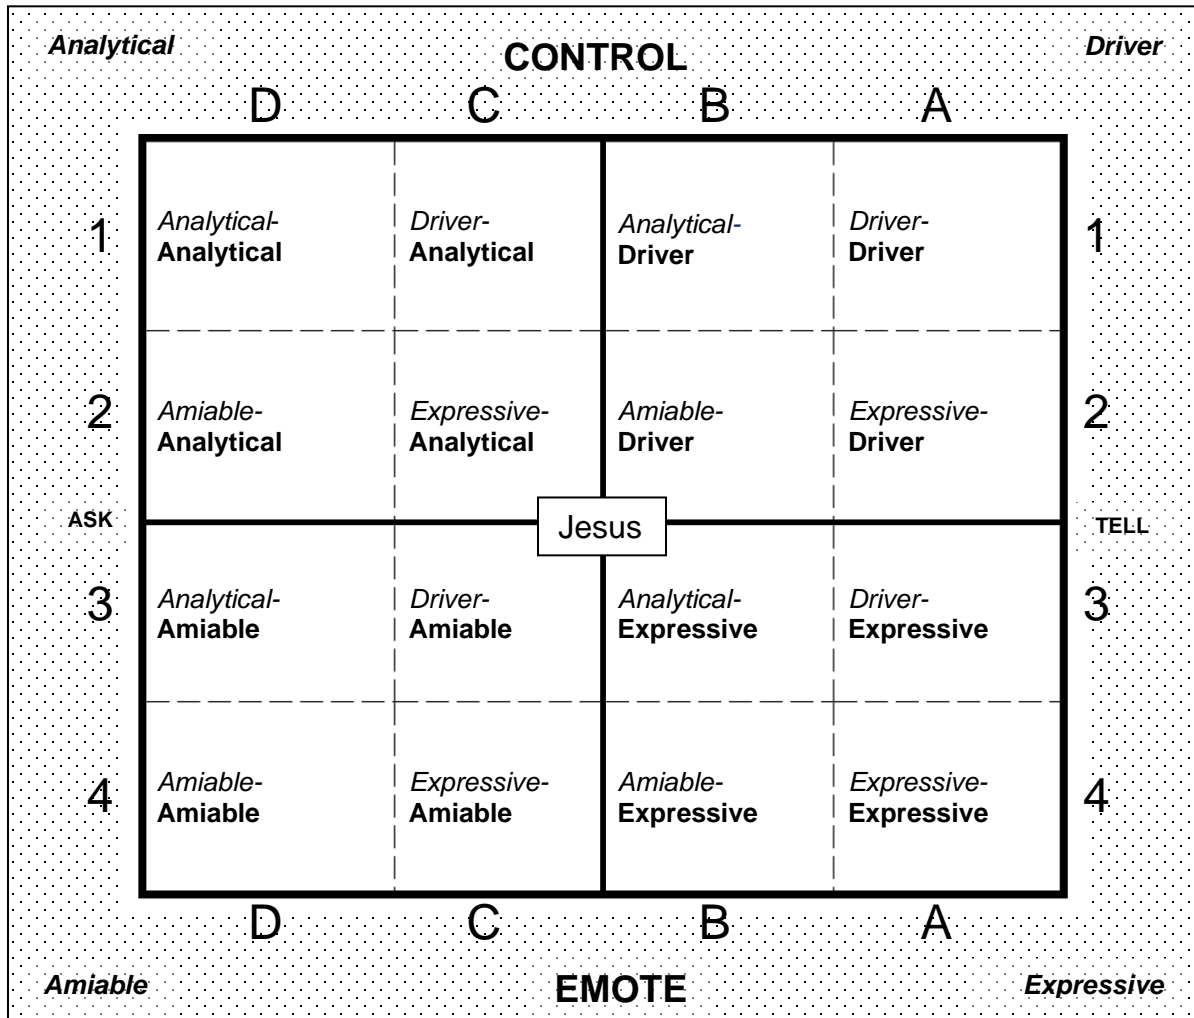 Analytical
CONTROL
Driver
D C B A
1
Analytical-
Analytical
Driver-
Analytical
Analytical-
Driver
Driver-
Driver
1
2
Amiable-
Analytical
Expressive-
Analytical
Amiable-
Driver
Expressive-
Driver
2
ASK
Jesus
TELL
3
Analytical-
Amiable
Driver-
Amiable
Analytical-
Expressive
Driver-
Expressive
3
4
Amiable-
Amiable
Expressive-
Amiable
Amiable-
Expressive
Expressive-
Expressive
4
D C B A
Amiable
EMOTE
Expressive